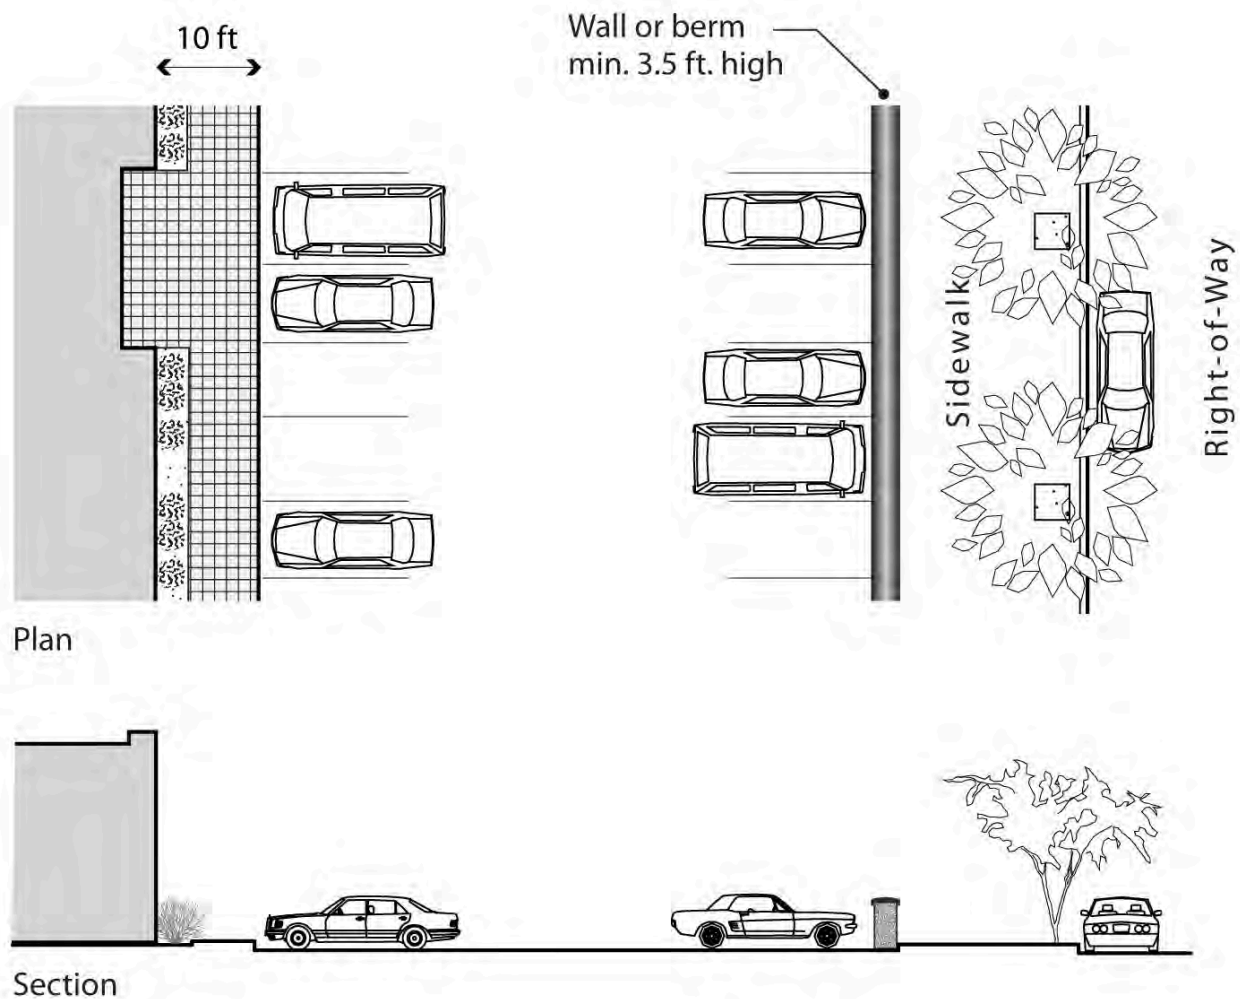 10 ft
Wall or berm
min. 3.5 ft. high
Sidewalk
Right-of-Way
Plan
Section